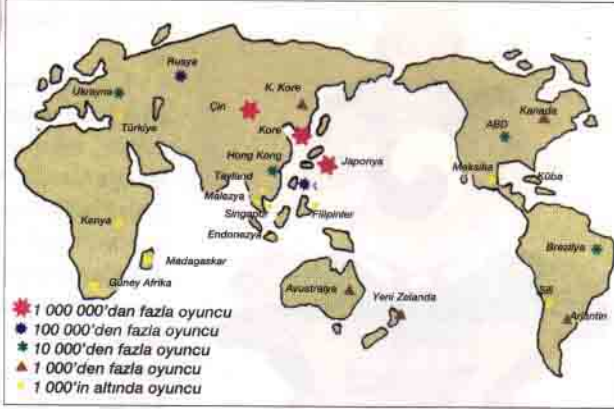 Rusya
Ukrayna
K. Kore
Kanada
Çin
ABD
Türkiye
Kore
Hong Kong
Japonya
Meksika
Küba
Tayland
Malezya
Kenya
Singapur
Filipinler
Endonezya
Brezilya
Madagaskar
Güney Afrika
Avustralya
Yeni Zelanda
Şili
Arjantin
1 000 000'dan fazla oyuncu
100 000'den fazla oyuncu
10 000'den fazla oyuncu
1 000'den fazla oyuncu
1 000'in altında oyuncu